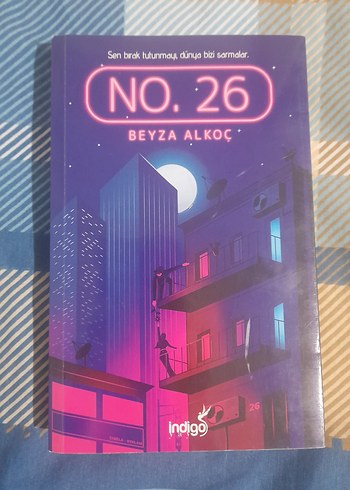 Sen bırak tutunmayı, dünya bizi sarmalar.
NO. 26
BEYZA ALKOÇ
26
indigo